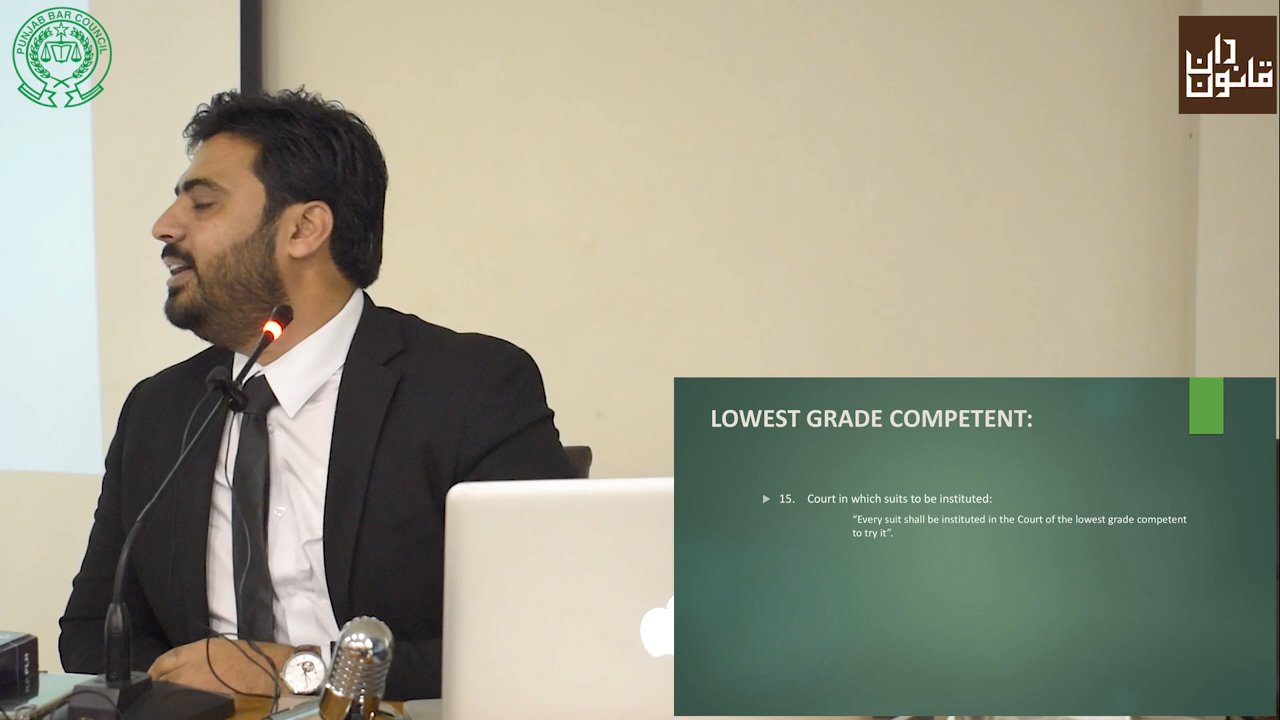 PUNJAB BAR COUNCIL
قانون دان
LOWEST GRADE COMPETENT:
15. Court in which suits to be instituted:
“Every suit shall be instituted in the Court of the lowest grade competent
to try it”.
PLH